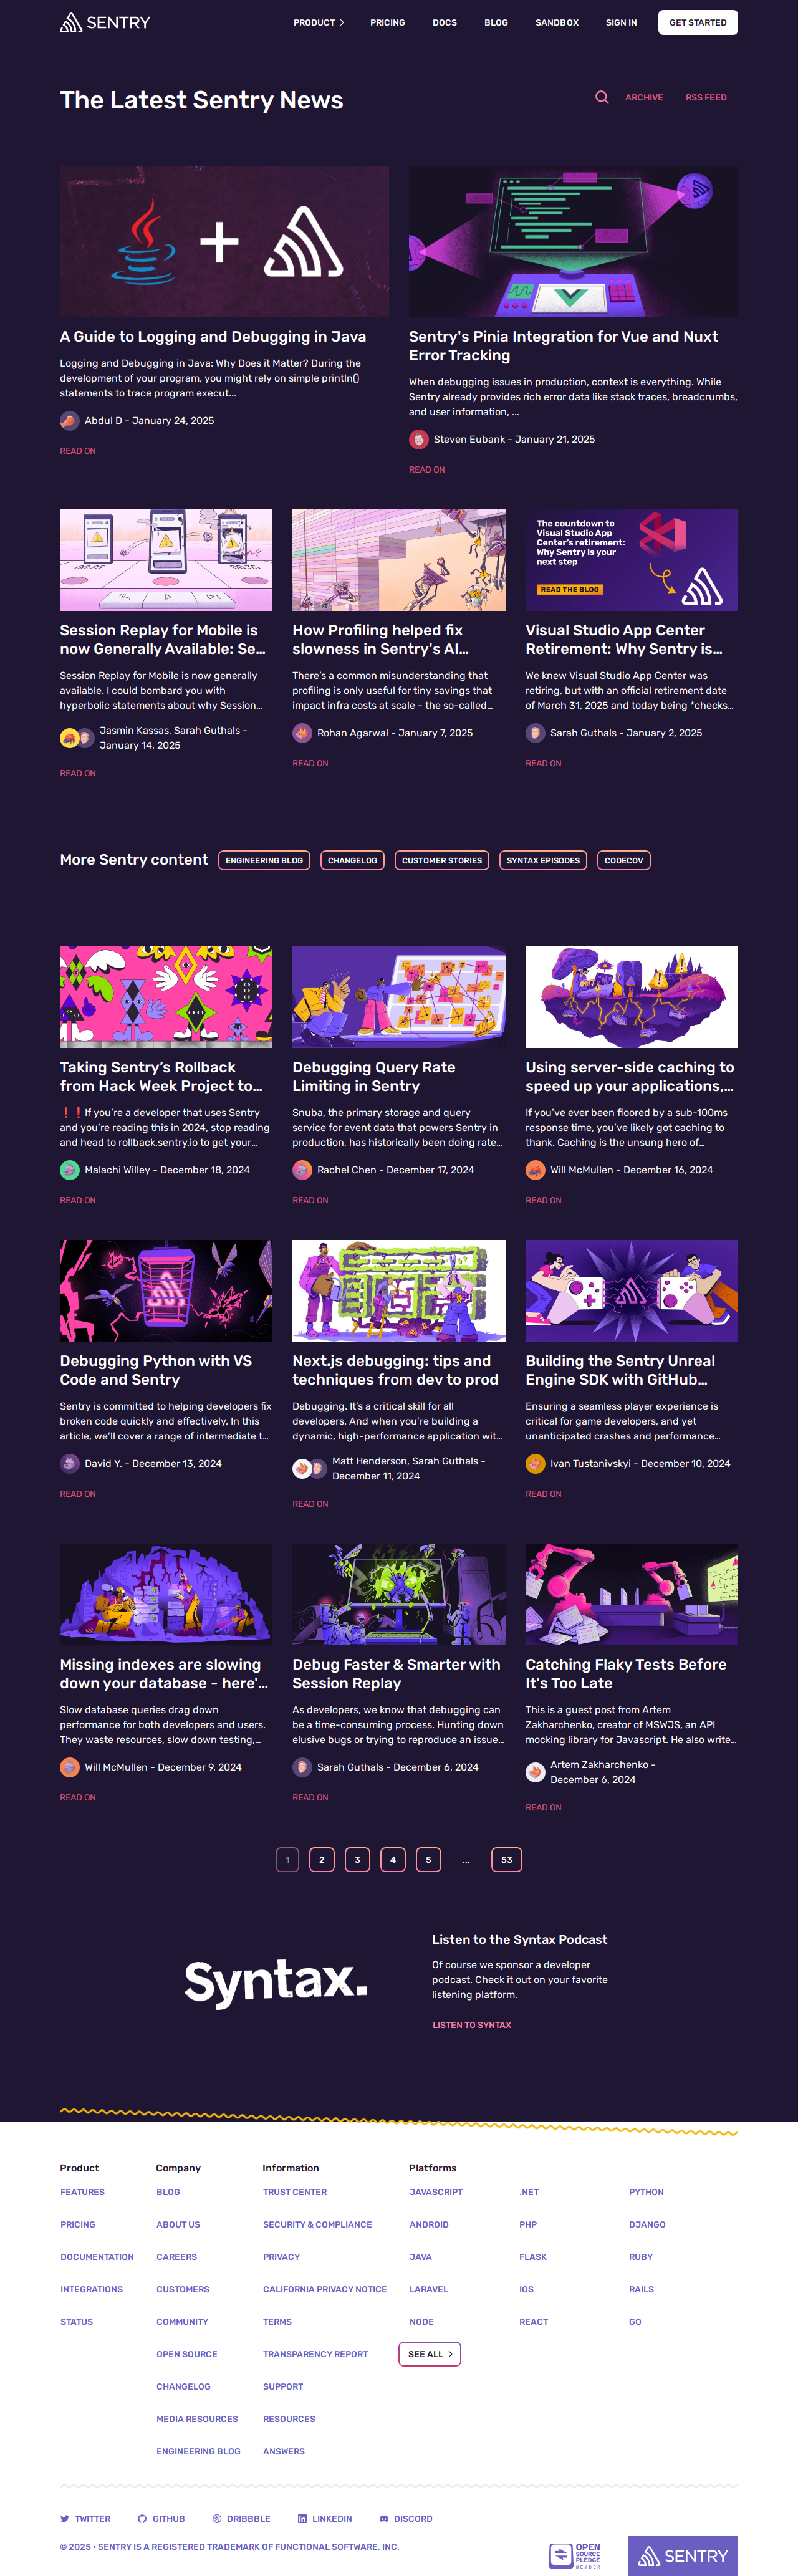 SENTRY
PRODUCT
PRICING
DOCS
BLOG
SANDBOX
SIGN IN
GET STARTED
The Latest Sentry News
ARCHIVE
RSS FEED
A Guide to Logging and Debugging in Java
Logging and Debugging in Java: Why Does it Matter? During the
development of your program, you might rely on simple println()
statements to trace program execut...
Abdul D - January 24, 2025
READ ON
Sentry's Pinia Integration for Vue and Nuxt
Error Tracking
When debugging issues in production, context is everything. While
Sentry already provides rich error data like stack traces, breadcrumbs,
and user information, ...
Steven Eubank - January 21, 2025
READ ON
Session Replay for Mobile is
now Generally Available: Se...
Session Replay for Mobile is now generally
available. I could bombard you with
hyperbolic statements about why Session...
Jasmin Kassas, Sarah Guthals -
January 14, 2025
READ ON
How Profiling helped fix
slowness in Sentry's AI...
There's a common misunderstanding that
profiling is only useful for tiny savings that
impact infra costs at scale - the so-called...
Rohan Agarwal - January 7, 2025
READ ON
The countdown to
Visual Studio App
Center's retirement:
Why Sentry is your
next step
READ THE BLOG
Visual Studio App Center
Retirement: Why Sentry is...
We knew Visual Studio App Center was
retiring, but with an official retirement date
of March 31, 2025 and today being *checks...
Sarah Guthals - January 2, 2025
READ ON
More Sentry content
ENGINEERING BLOG
CHANGELOG
CUSTOMER STORIES
SYNTAX EPISODES
CODECOV
Taking Sentry’s Rollback
from Hack Week Project to...
❗❗If you’re a developer that uses Sentry
and you’re reading this in 2024, stop reading
and head to rollback.sentry.io to get your...
Malachi Willey - December 18, 2024
READ ON
Debugging Query Rate
Limiting in Sentry
Snuba, the primary storage and query
service for event data that powers Sentry in
production, has historically been doing rate...
Rachel Chen - December 17, 2024
READ ON
Using server-side caching to
speed up your applications,...
If you’ve ever been floored by a sub-100ms
response time, you’ve likely got caching to
thank. Caching is the unsung hero of...
Will McMullen - December 16, 2024
READ ON
Debugging Python with VS
Code and Sentry
Sentry is committed to helping developers fix
broken code quickly and effectively. In this
article, we’ll cover a range of intermediate t...
David Y. - December 13, 2024
READ ON
Next.js debugging: tips and
techniques from dev to prod
Debugging. It’s a critical skill for all
developers. And when you’re building a
dynamic, high-performance application wit...
Matt Henderson, Sarah Guthals -
December 11, 2024
READ ON
Building the Sentry Unreal
Engine SDK with GitHub...
Ensuring a seamless player experience is
critical for game developers, and yet
unanticipated crashes and performance...
Ivan Tustanivskyi - December 10, 2024
READ ON
Missing indexes are slowing
down your database - here'...
Slow database queries drag down
performance for both developers and users.
They waste resources, slow down testing,...
Will McMullen - December 9, 2024
READ ON
Debug Faster & Smarter with
Session Replay
As developers, we know that debugging can
be a time-consuming process. Hunting down
elusive bugs or trying to reproduce an issue...
Sarah Guthals - December 6, 2024
READ ON
Catching Flaky Tests Before
It's Too Late
This is a guest post from Artem
Zakharchenko, creator of MSWJS, an API
mocking library for Javascript. He also write...
Artem Zakharchenko -
December 6, 2024
READ ON
1
2
3
4
5
...
53
Syntax.
Listen to the Syntax Podcast
Of course we sponsor a developer
podcast. Check it out on your favorite
listening platform.
LISTEN TO SYNTAX
Product
FEATURES
PRICING
DOCUMENTATION
INTEGRATIONS
STATUS
Company
BLOG
ABOUT US
CAREERS
CUSTOMERS
COMMUNITY
OPEN SOURCE
CHANGELOG
MEDIA RESOURCES
ENGINEERING BLOG
Information
TRUST CENTER
SECURITY & COMPLIANCE
PRIVACY
CALIFORNIA PRIVACY NOTICE
TERMS
TRANSPARENCY REPORT
SUPPORT
RESOURCES
ANSWERS
Platforms
JAVASCRIPT
ANDROID
JAVA
LARAVEL
NODE
.NET
PHP
FLASK
IOS
REACT
PYTHON
DJANGO
RUBY
RAILS
GO
SEE ALL
TWITTER
GITHUB
DRIBBBLE
LINKEDIN
DISCORD
© 2025 • SENTRY IS A REGISTERED TRADEMARK OF FUNCTIONAL SOFTWARE, INC.
OPEN
SOURCE
PLEDGE
MEMBER
SENTRY